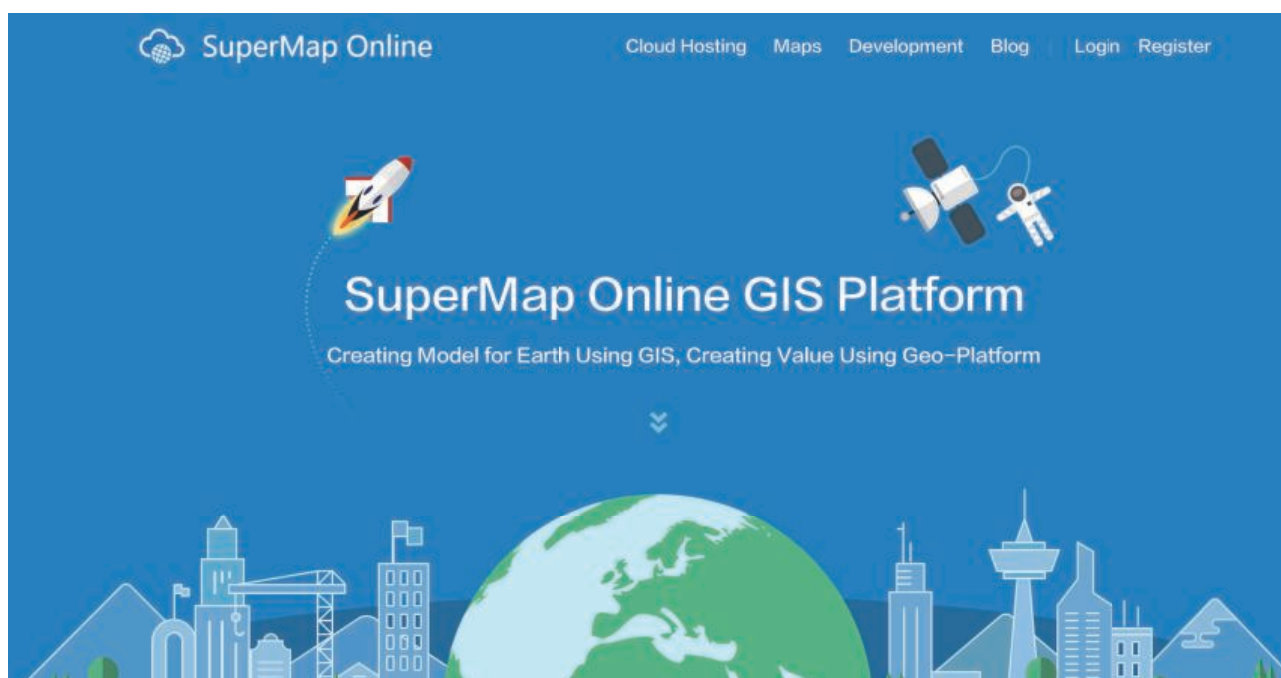 SuperMap Online
Cloud Hosting Maps Development Blog Login Register
SuperMap Online GIS Platform
Creating Model for Earth Using GIS, Creating Value Using Geo-Platform